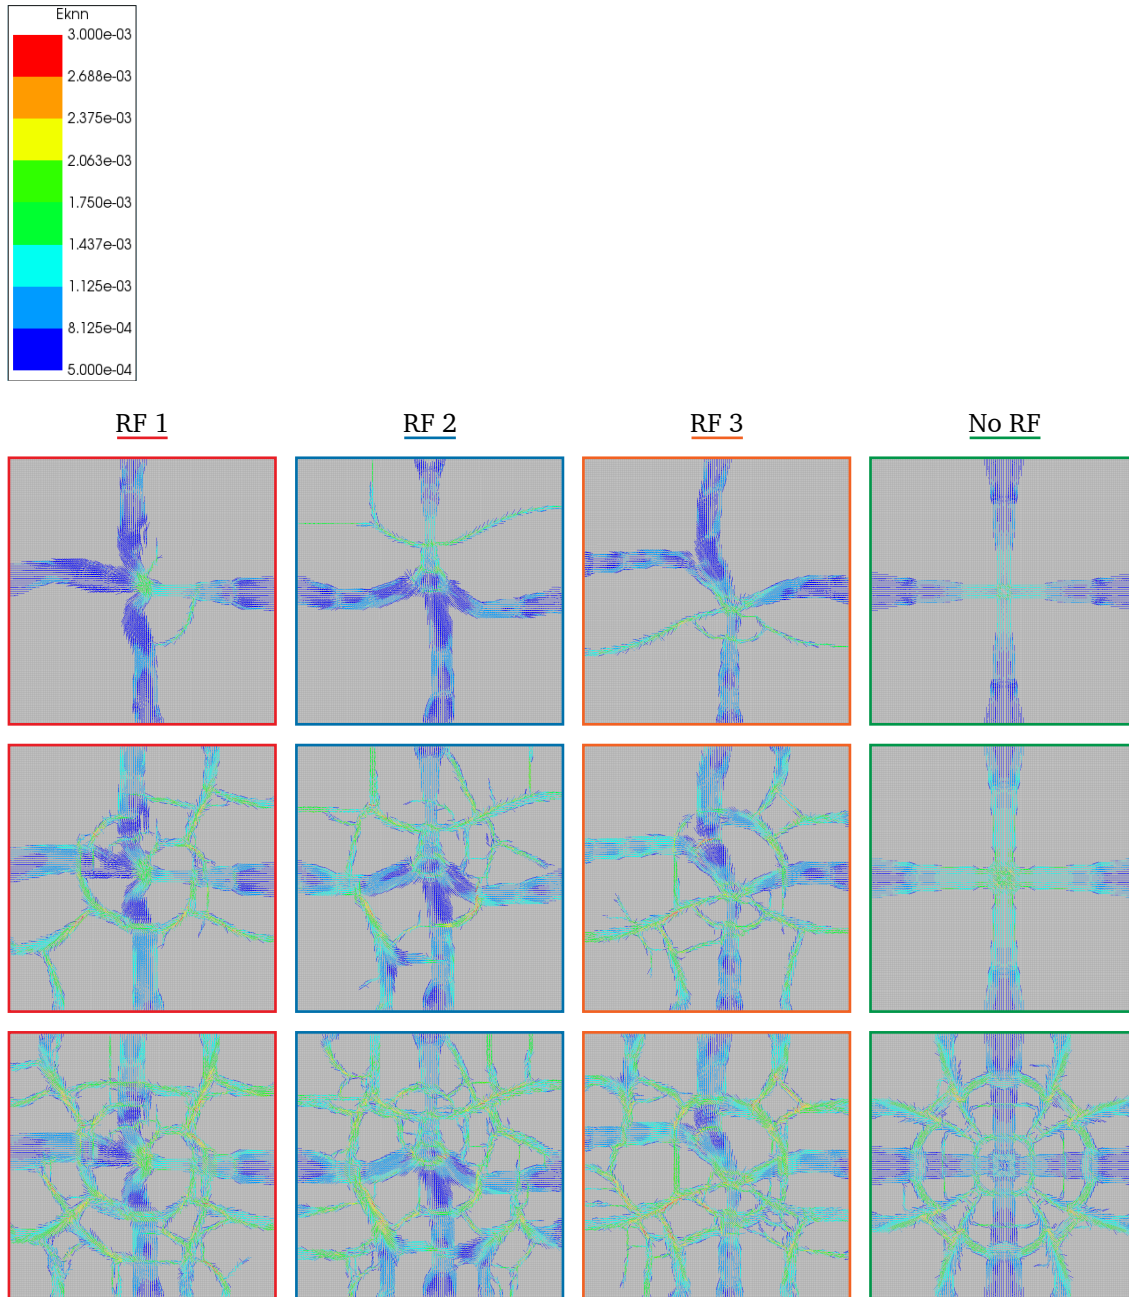 Eknn
3.000e-03
2.688e-03
2.375e-03
2.063e-03
1.750e-03
1.437e-03
1.125e-03
8.125e-04
5.000e-04
RF 1 RF 2 RF 3 No RF